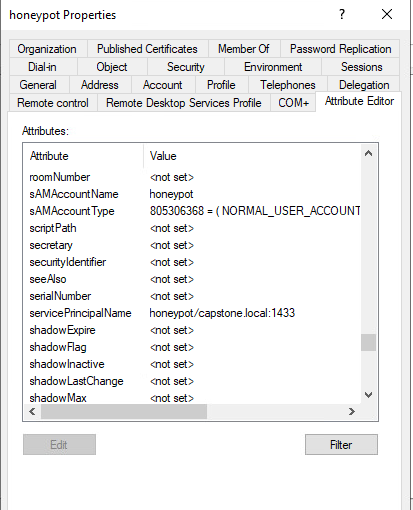 honeypot Properties ? ×
Organization Published Certificates Member Of Password Replication
Dial-in Object Security Environment Sessions
General Address Account Profile Telephones Delegation
Remote control Remote Desktop Services Profile COM+ Attribute Editor
Attributes:
Attribute Value
roomNumber <not set>
sAMAccountName honeypot
sAMAccountType 805306368 = ( NORMAL_USER_ACCOUNT
scriptPath <not set>
secretary <not set>
securityIdentifier <not set>
seeAlso <not set>
serialNumber <not set>
servicePrincipalName honeypot/capstone.local:1433
shadowExpire <not set>
shadowFlag <not set>
shadowInactive <not set>
shadowLastChange <not set>
shadowMax <not set>
Edit Filter